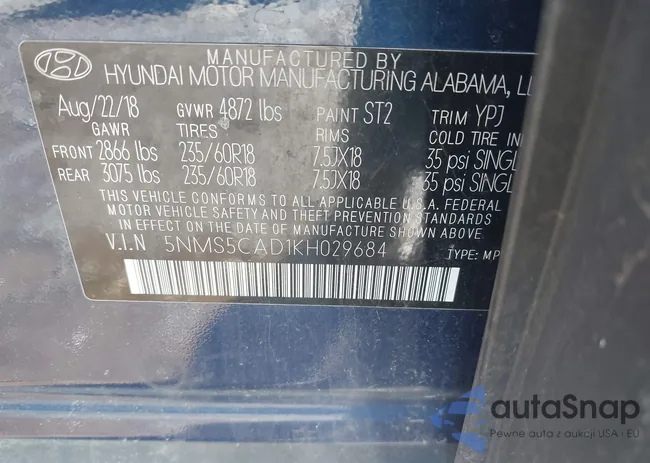 MANUFACTURED BY
HYUNDAI MOTOR MANUFACTURING ALABAMA, LL
Aug/22/18 GVWR 4872 lbs PAINT ST2 TRIM YPJ
GAWR TIRES RIMS COLD TIRE IN
FRONT 2866 lbs 235/60R18 7.5JX18 35 psi SINGL
REAR 3075 lbs 235/60R18 7.5JX18 35 psi SINGL
THIS VEHICLE CONFORMS TO ALL APPLICABLE U.S.A. FEDERAL
MOTOR VEHICLE SAFETY AND BUMPER STANDARDS
IN EFFECT ON THE DATE OF MANUFACTURE SHOWN ABOVE
V.I.N 5NMS5CAD1KH029684 TYPE: MP
autaSnap
Pewne auta z aukcji USA i EU